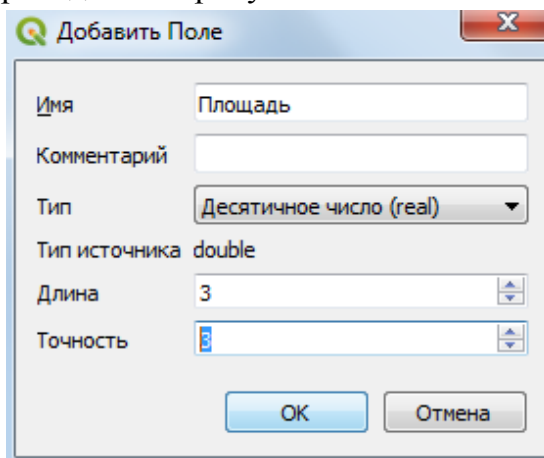 Добавить Поле
Имя Площадь
Комментарий
Тип Десятичное число (real)
Тип источника double
Длина 3
Точность 3
OK Отмена